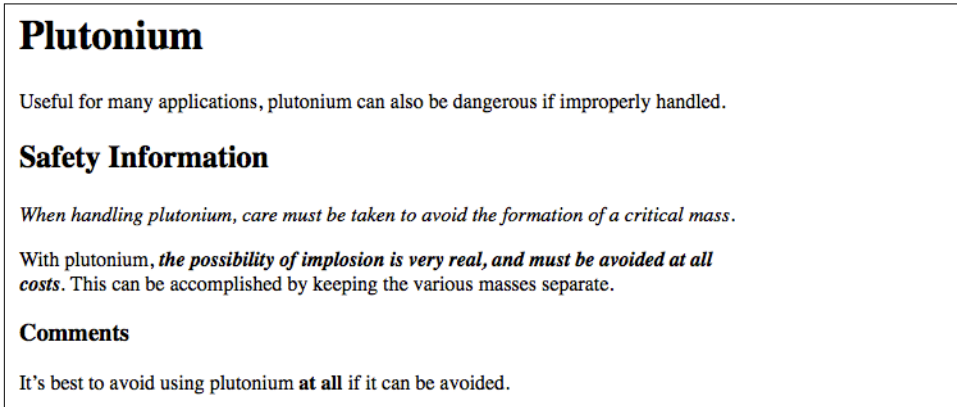 Plutonium
Useful for many applications, plutonium can also be dangerous if improperly handled.
Safety Information
When handling plutonium, care must be taken to avoid the formation of a critical mass.
With plutonium, the possibility of implosion is very real, and must be avoided at all
costs. This can be accomplished by keeping the various masses separate.
Comments
It’s best to avoid using plutonium at all if it can be avoided.